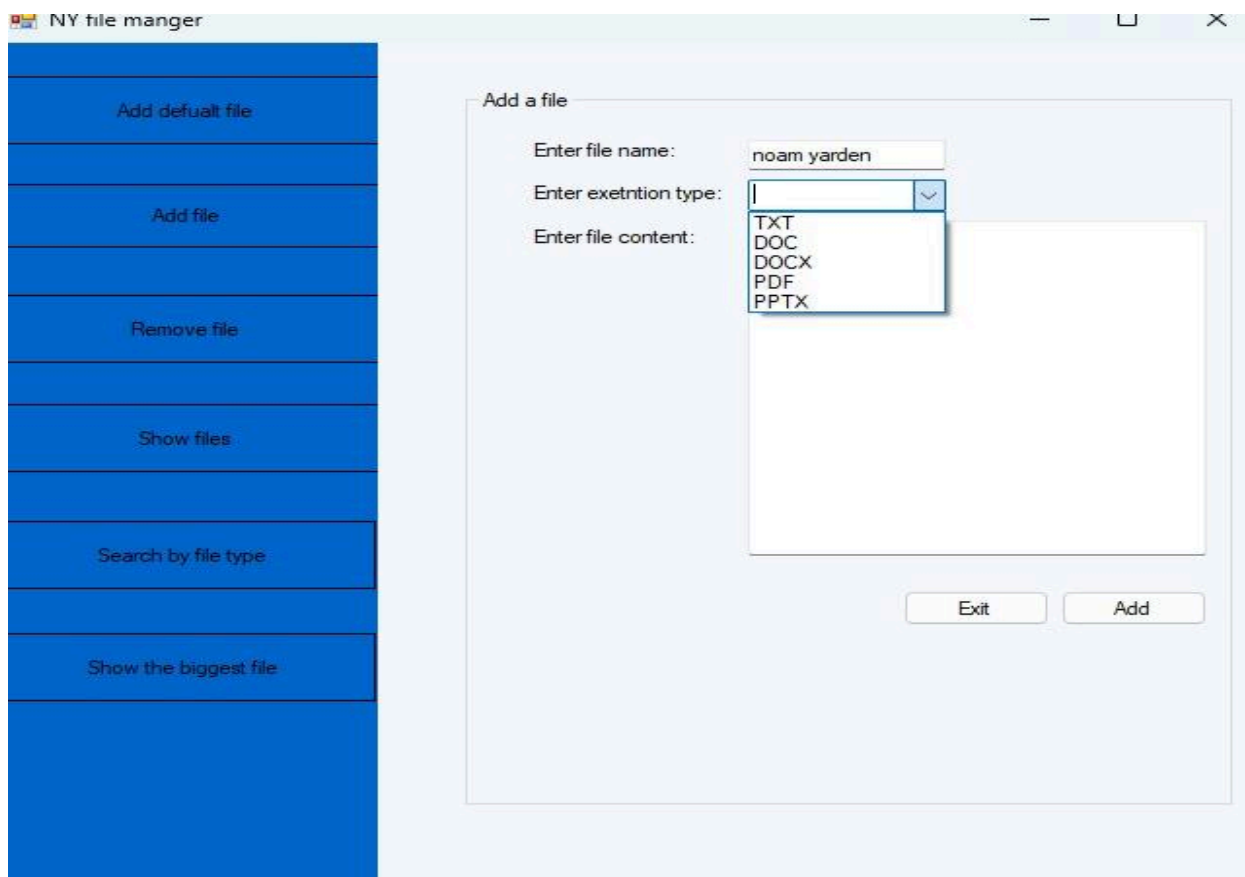 NY file manger
Add defualt file
Add file
Remove file
Show files
Search by file type
Show the biggest file
Add a file
Enter file name:
noam yarden
Enter exetntion type:
TXT
DOC
DOCX
PDF
PPTX
Enter file content:
Exit
Add